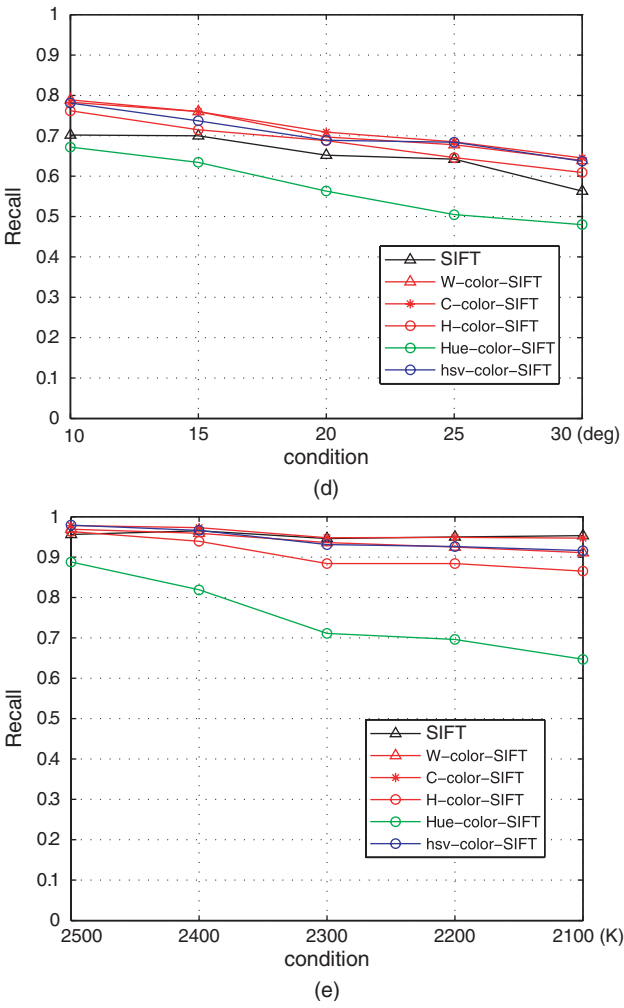 1
0.9
0.8
0.7
0.6
0.5
0.4
0.3
0.2
0.1
0
Recall
SIFT
W-color-SIFT
C-color-SIFT
H-color-SIFT
Hue-color-SIFT
hsv-color-SIFT
10 15 20 25 30 (deg)
condition
(d)
1
0.9
0.8
0.7
0.6
0.5
0.4
0.3
0.2
0.1
0
Recall
SIFT
W-color-SIFT
C-color-SIFT
H-color-SIFT
Hue-color-SIFT
hsv-color-SIFT
2500 2400 2300 2200 2100 (K)
condition
(e)